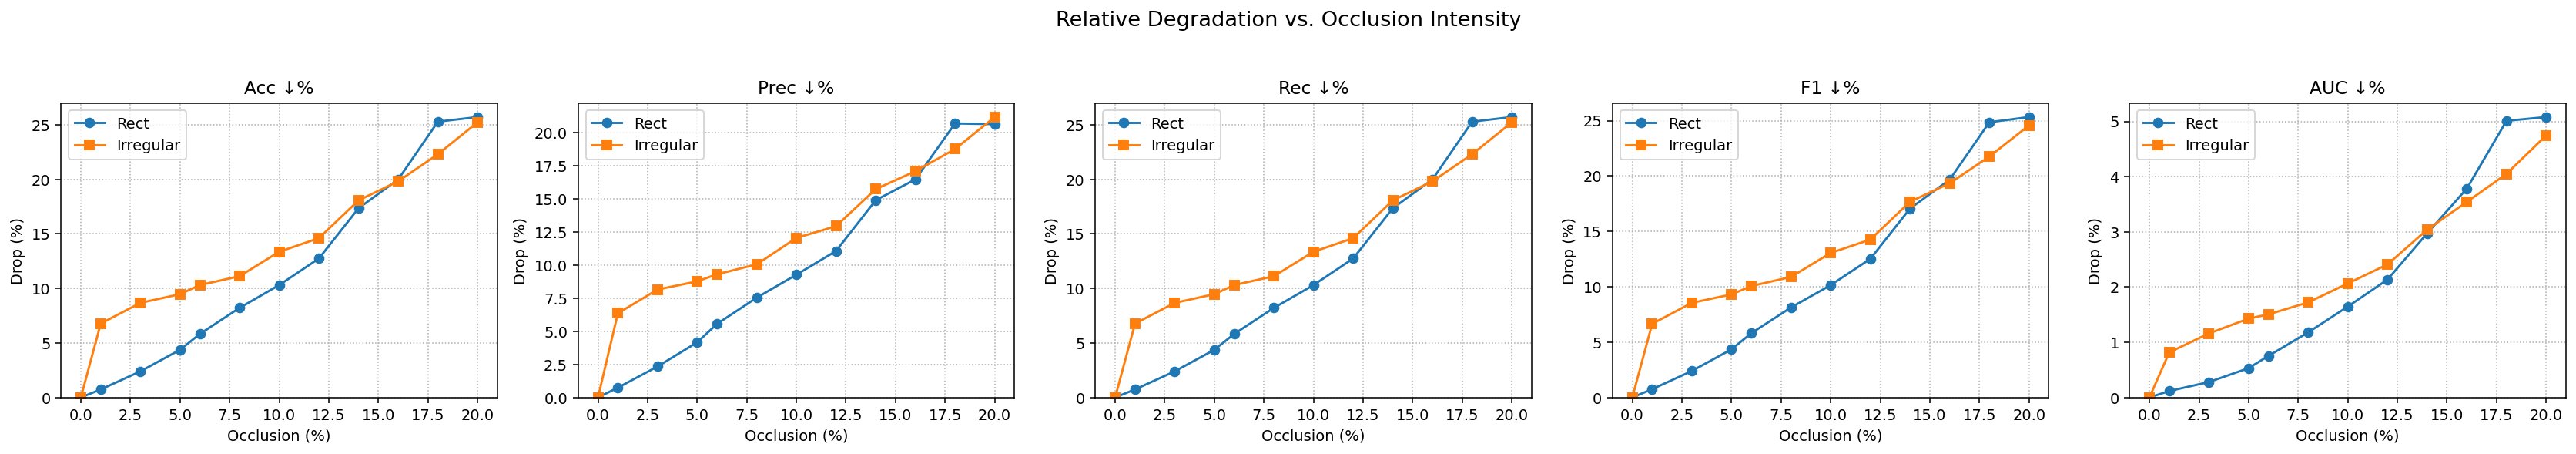 Relative Degradation vs. Occlusion Intensity
Acc ↓%
Rect
Irregular
25
20
15
10
5
0
Drop (%)
0.0 2.5 5.0 7.5 10.0 12.5 15.0 17.5 20.0
Occlusion (%)
Prec ↓%
Rect
Irregular
20.0
17.5
15.0
12.5
10.0
7.5
5.0
2.5
0.0
Drop (%)
0.0 2.5 5.0 7.5 10.0 12.5 15.0 17.5 20.0
Occlusion (%)
Rec ↓%
Rect
Irregular
25
20
15
10
5
0
Drop (%)
0.0 2.5 5.0 7.5 10.0 12.5 15.0 17.5 20.0
Occlusion (%)
F1 ↓%
Rect
Irregular
25
20
15
10
5
0
Drop (%)
0.0 2.5 5.0 7.5 10.0 12.5 15.0 17.5 20.0
Occlusion (%)
AUC ↓%
Rect
Irregular
5
4
3
2
1
0
Drop (%)
0.0 2.5 5.0 7.5 10.0 12.5 15.0 17.5 20.0
Occlusion (%)